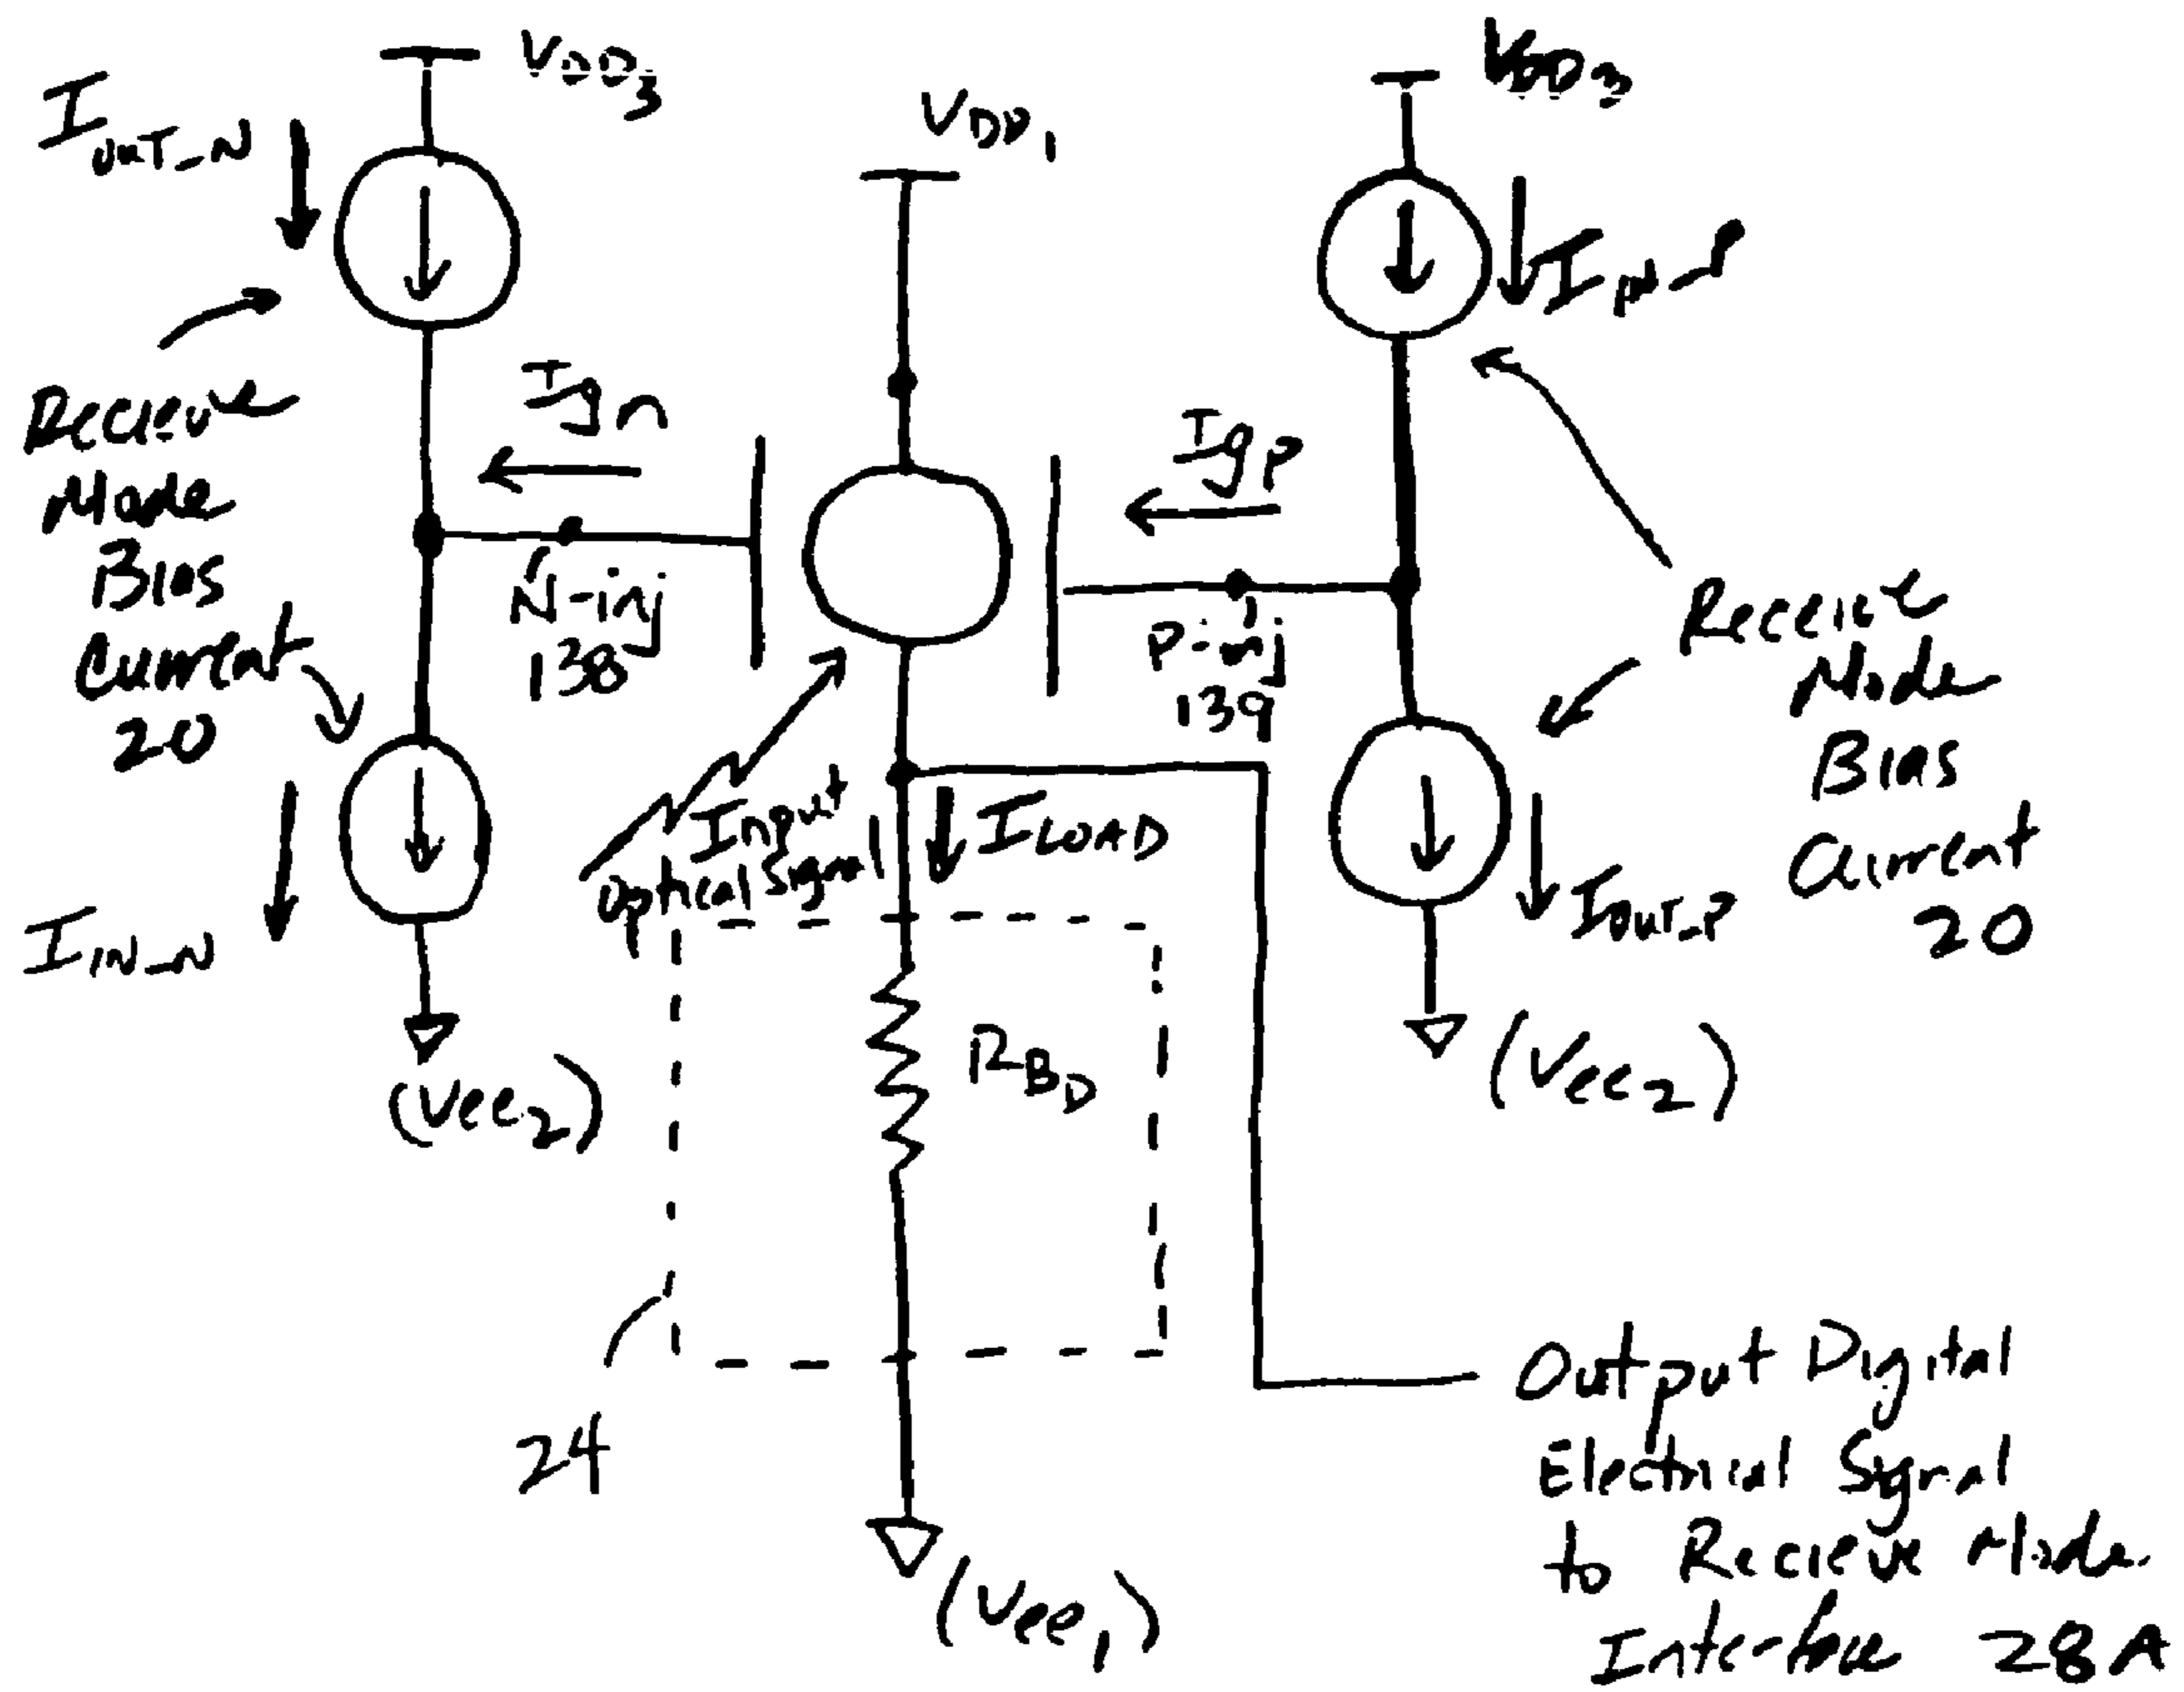 VDD3
VDD3
VDD1
IOUT_N
IIN_P
Recieve
Mode
Bias
Current
20
Ign
Igp
N-inj
138
P-inj
139
Receive
Mode
Bias
Current
20
Input
Optical Signal
ILOAD
IIN_N
IOUT_P
RBD
(Vee2)
(Vee2)
24
(Vee1)
Output Digital
Electrical Signal
to Recieve Mode
Interface 28A